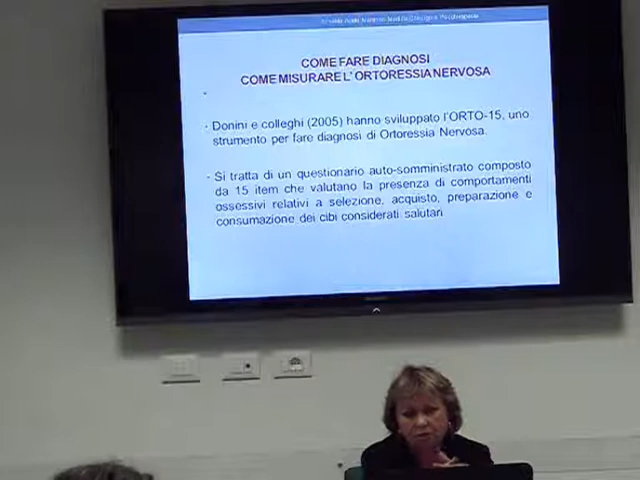 COME FARE DIAGNOSI
COME MISURARE L' ORTORESSIA NERVOSA
· Donini e colleghi (2005) hanno sviluppato l'ORTO-15, uno
strumento per fare diagnosi di Ortoressia Nervosa.
· Si tratta di un questionario auto-somministrato composto
da 15 item che valutano la presenza di comportamenti
ossessivi relativi a selezione, acquisto, preparazione e
consumazione dei cibi considerati salutari